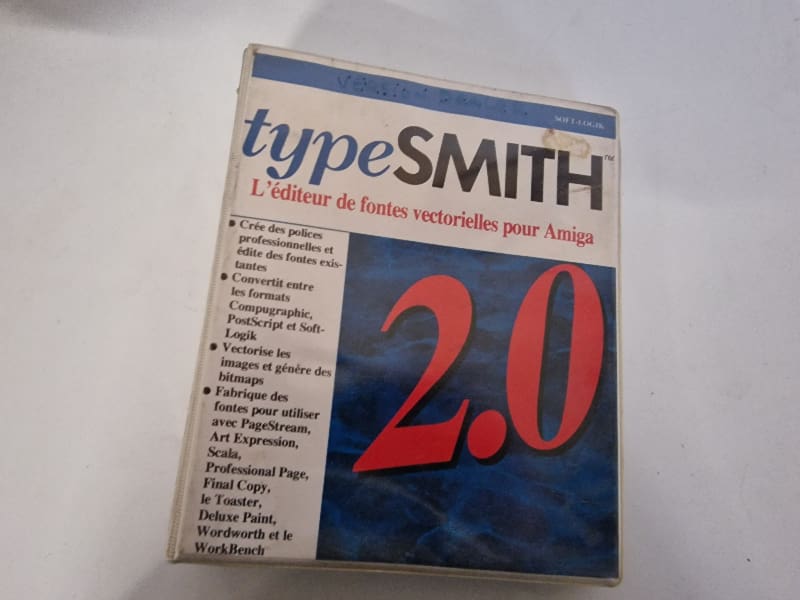 SOFT-LOGIK
typeSMITH™
L'éditeur de fontes vectorielles pour Amiga
• Crée des polices
professionnelles et
édite des fontes exis-
tantes
• Convertit entre
les formats
Compugraphic,
PostScript et Soft-
Logik
• Vectorise les
images et génére des
bitmaps
• Fabrique des
fontes pour utiliser
avec PageStream,
Art Expression,
Scala,
Professional Page,
Final Copy,
le Toaster,
Deluxe Paint,
Wordworth et le
WorkBench
2.0